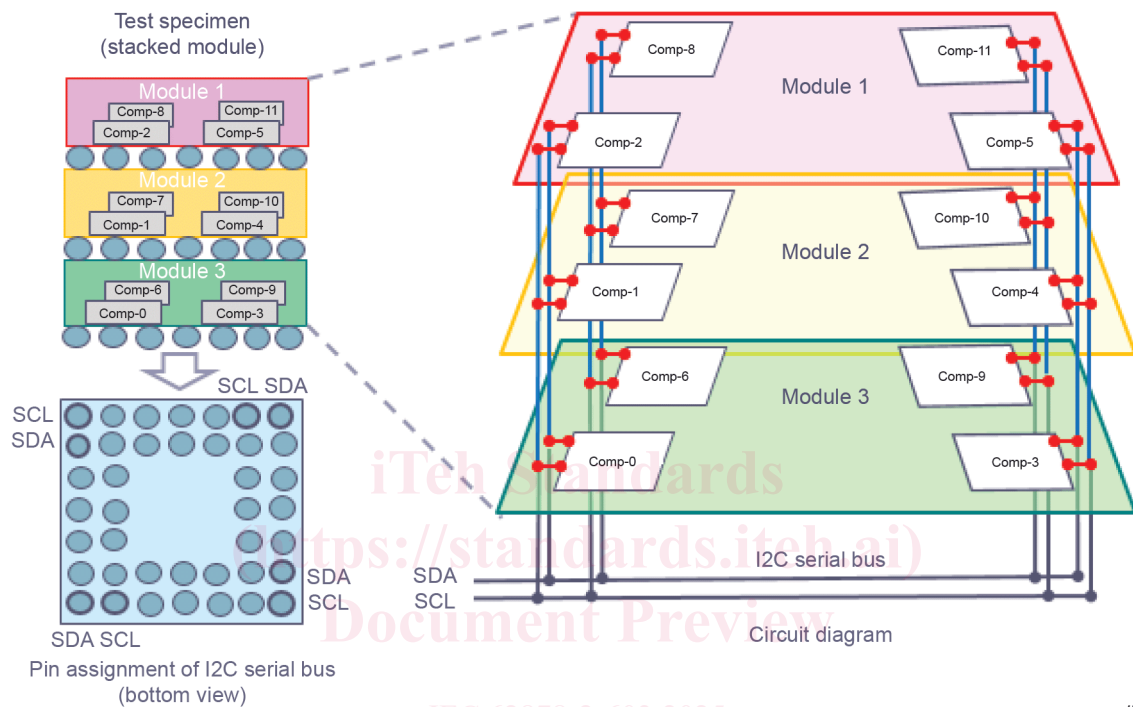 Test specimen
(stacked module)
Module 1
Comp-8
Comp-11
Comp-2
Comp-5
Module 2
Comp-7
Comp-10
Comp-1
Comp-4
Module 3
Comp-6
Comp-9
Comp-0
Comp-3
SCL SDA
SCL
SDA
SDA
SCL
SDA SCL
Pin assignment of I2C serial bus
(bottom view)
Comp-8
Comp-11
Module 1
Comp-2
Comp-5
Comp-7
Comp-10
Module 2
Comp-1
Comp-4
Comp-6
Comp-9
Module 3
Comp-0
Comp-3
iTeh Standards
(https://standards.iteh.ai)
Document Preview
I2C serial bus
SDA
SCL
Circuit diagram